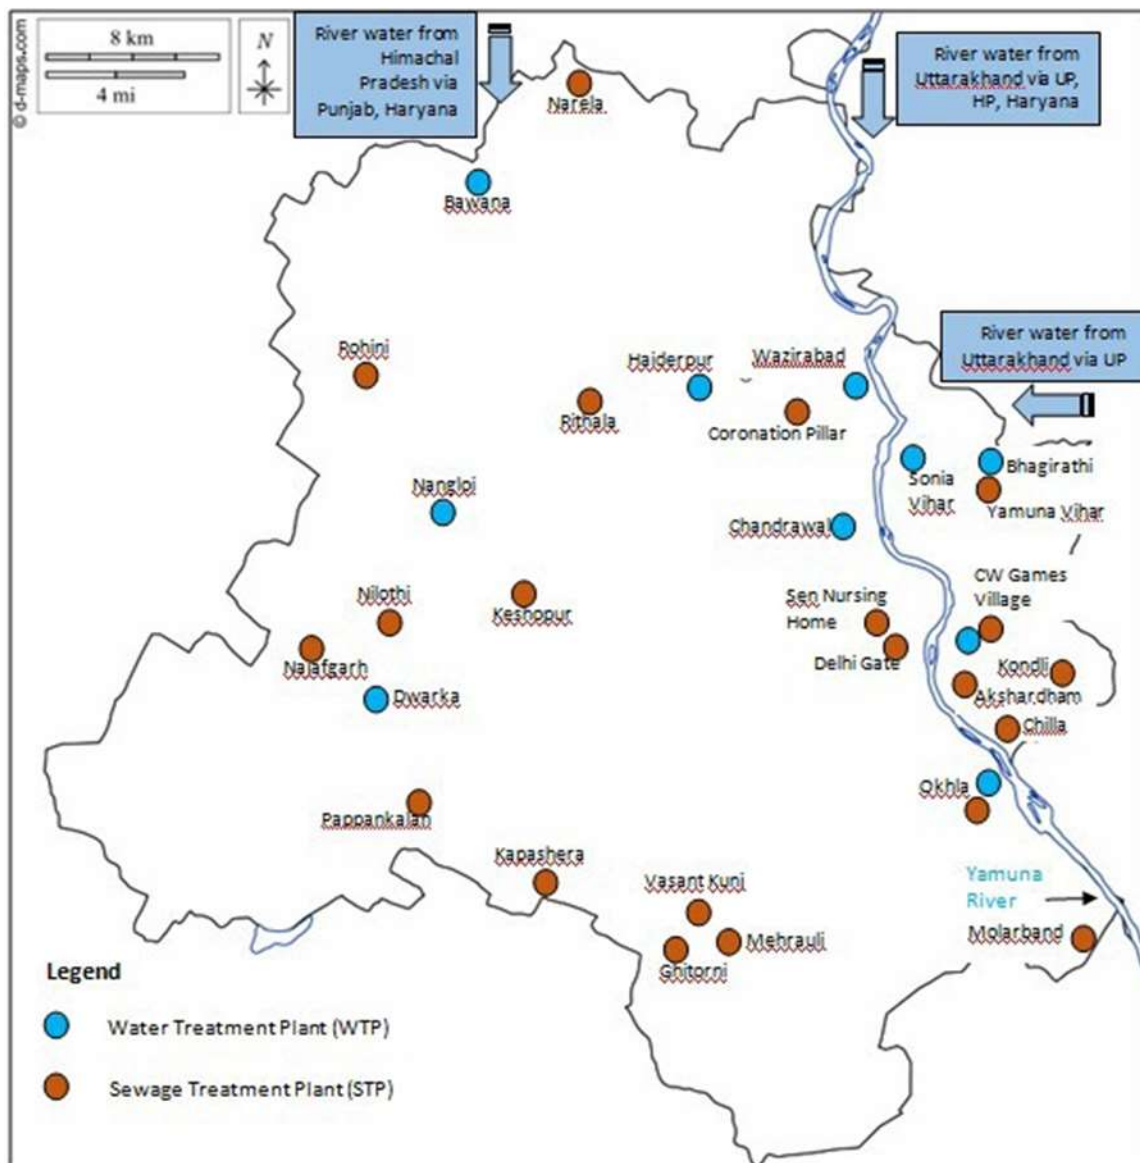 © d-maps.com
8 km
4 mi
N
River water from
Himachal
Pradesh via
Punjab, Haryana
River water from
Uttarakhand via UP,
HP, Haryana
Narela
Bawana
River water from
Uttarakhand via UP
Rohini
Haiderpur
Wazirabad
Rithala
Coronation Pillar
Sonia
Vihar
Bhagirathi
Yamuna Vihar
Nangloi
Chandrawal
CW Games
Village
Nilothi
Keshopur
Sen Nursing
Home
Delhi Gate
Nalafgarh
Kondli
Dwarka
Akshardham
Chilla
Okhla
Pappankalan
Kapashera
Vasant Kuni
Yamuna
River
Mehrauli
Molarband
Ghitorni
Legend
Water Treatment Plant (WTP)
Sewage Treatment Plant (STP)